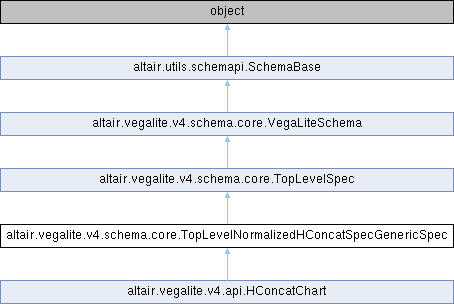 object
altair.utils.schemapi.SchemaBase
altair.vegalite.v4.schema.core.VegaLiteSchema
altair.vegalite.v4.schema.core.TopLevelSpec
altair.vegalite.v4.schema.core.TopLevelNormalizedHConcatSpecGenericSpec
altair.vegalite.v4.api.HConcatChart